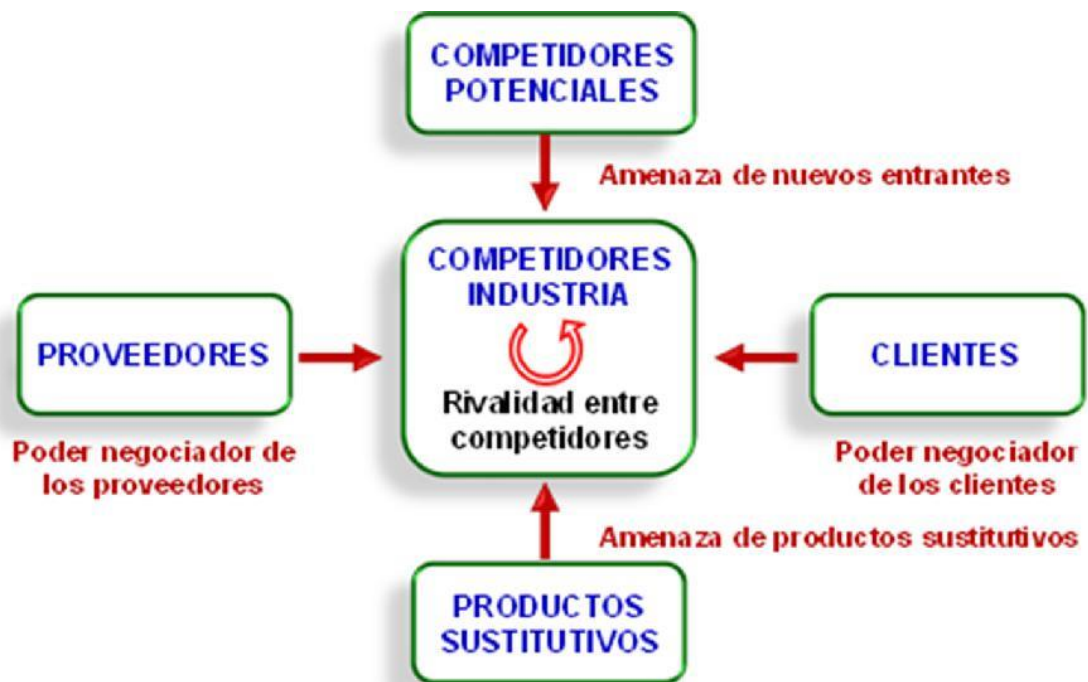 COMPETIDORES
POTENCIALES
Amenaza de nuevos entrantes
COMPETIDORES
INDUSTRIA
Rivalidad entre
competidores
PROVEEDORES
Poder negociador de
los proveedores
CLIENTES
Poder negociador
de los clientes
Amenaza de productos sustitutivos
PRODUCTOS
SUSTITUTIVOS